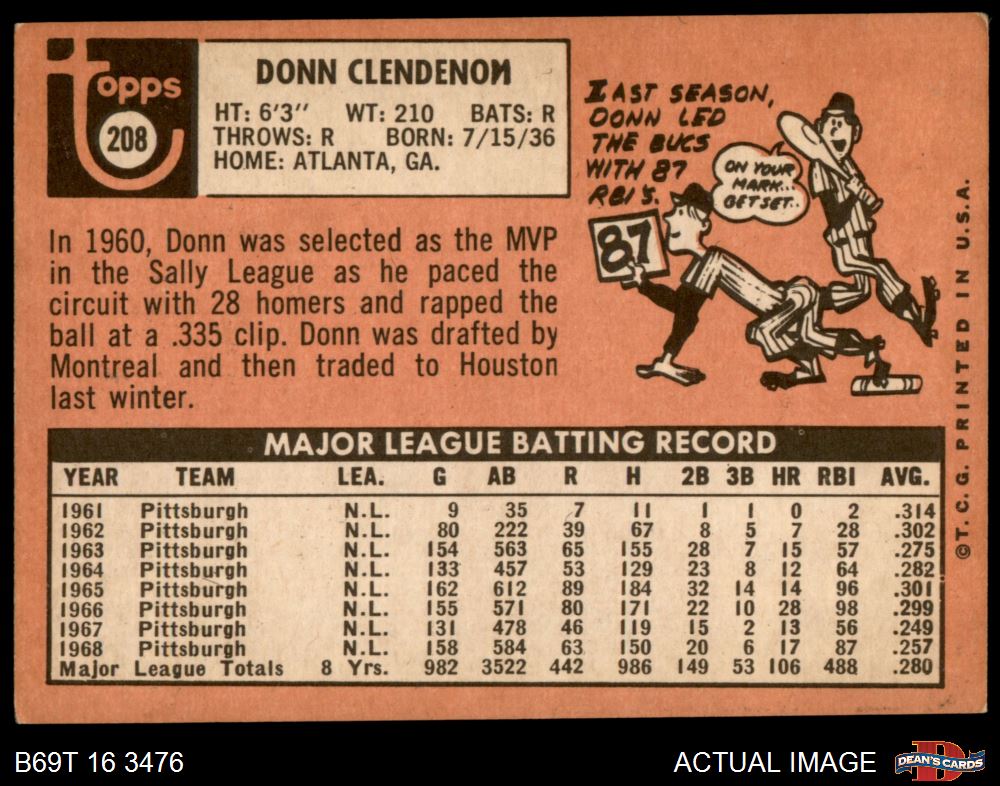 Topps
208
DONN CLENDENON
HT: 6'3" WT: 210 BATS: R
THROWS: R BORN: 7/15/36
HOME: ATLANTA, GA.
LAST SEASON,
DONN LED
THE BUCS
WITH 87
RBI'S.
ON YOUR
MARK...
GET SET..
87
In 1960, Donn was selected as the MVP
in the Sally League as he paced the
circuit with 28 homers and rapped the
ball at a .335 clip. Donn was drafted by
Montreal and then traded to Houston
last winter.
MAJOR LEAGUE BATTING RECORD
YEAR TEAM LEA. G AB R H 2B 3B HR RBI AVG.
1961 Pittsburgh N.L. 9 35 7 11 1 1 0 2 .314
1962 Pittsburgh N.L. 80 222 39 67 8 5 7 28 .302
1963 Pittsburgh N.L. 154 563 65 155 28 7 15 57 .275
1964 Pittsburgh N.L. 133 457 53 129 23 8 12 64 .282
1965 Pittsburgh N.L. 162 612 89 184 32 14 14 96 .301
1966 Pittsburgh N.L. 155 571 80 171 22 10 28 98 .299
1967 Pittsburgh N.L. 131 478 46 119 15 2 13 56 .249
1968 Pittsburgh N.L. 158 584 63 150 20 6 17 87 .257
Major League Totals 8 Yrs. 982 3522 442 986 149 53 106 488 .280
©T.C.G. PRINTED IN U.S.A.
B69T 16 3476
ACTUAL IMAGE
DEAN'S CARDS